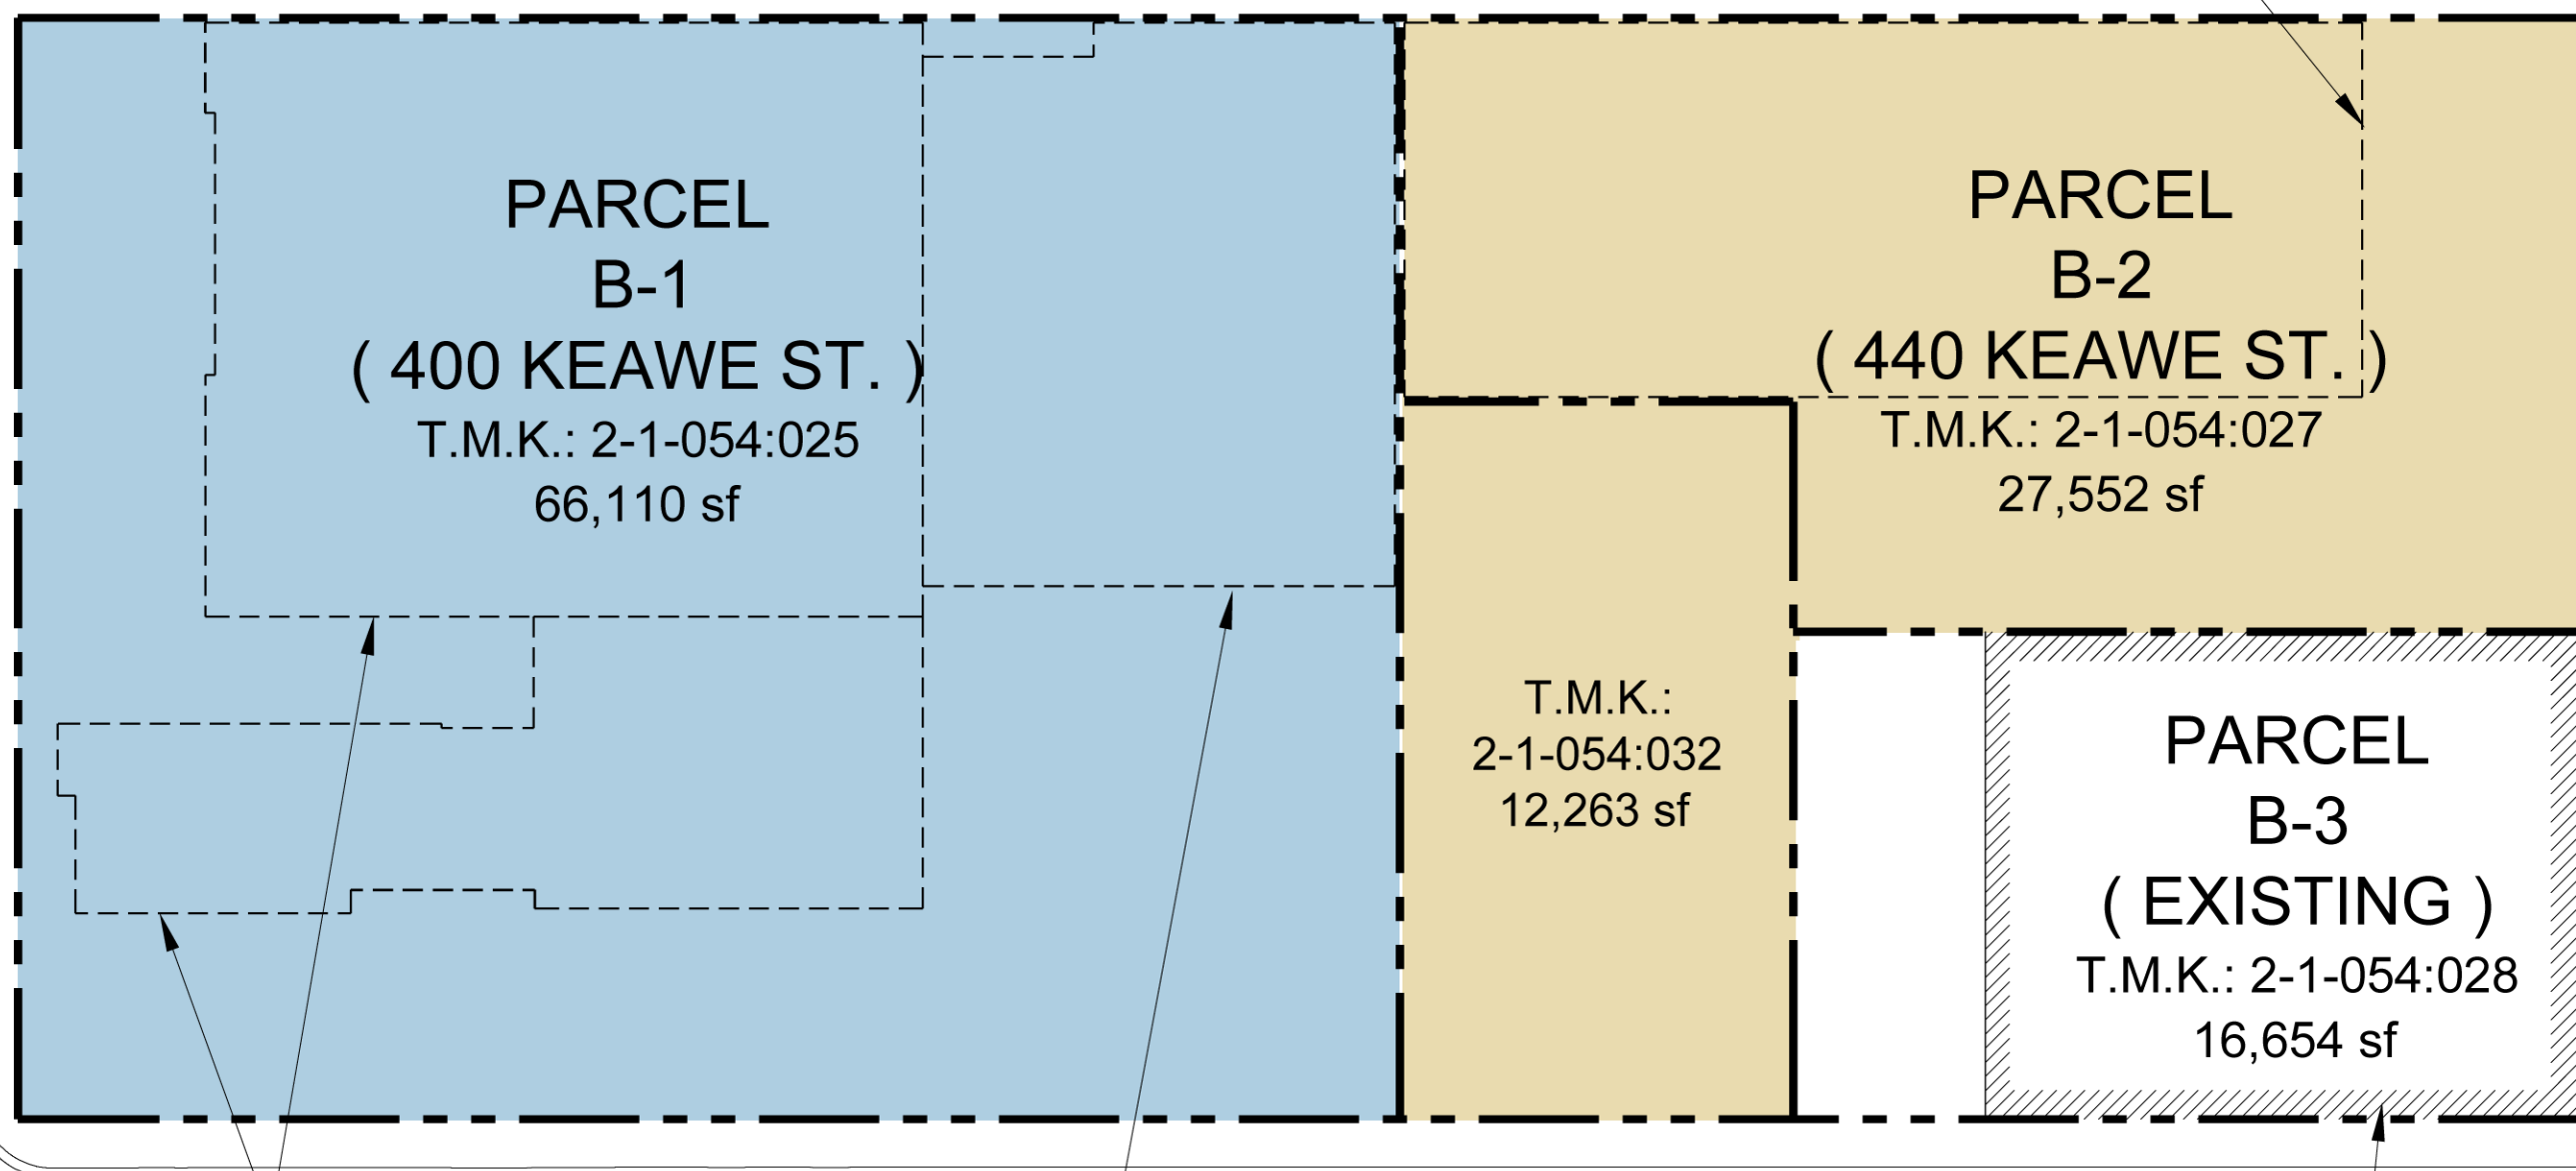 PARCEL
B-1
( 400 KEAWE ST. )
T.M.K.: 2-1-054:025
66,110 sf
PARCEL
B-2
( 440 KEAWE ST. )
T.M.K.: 2-1-054:027
27,552 sf
T.M.K.:
2-1-054:032
12,263 sf
PARCEL
B-3
( EXISTING )
T.M.K.: 2-1-054:028
16,654 sf